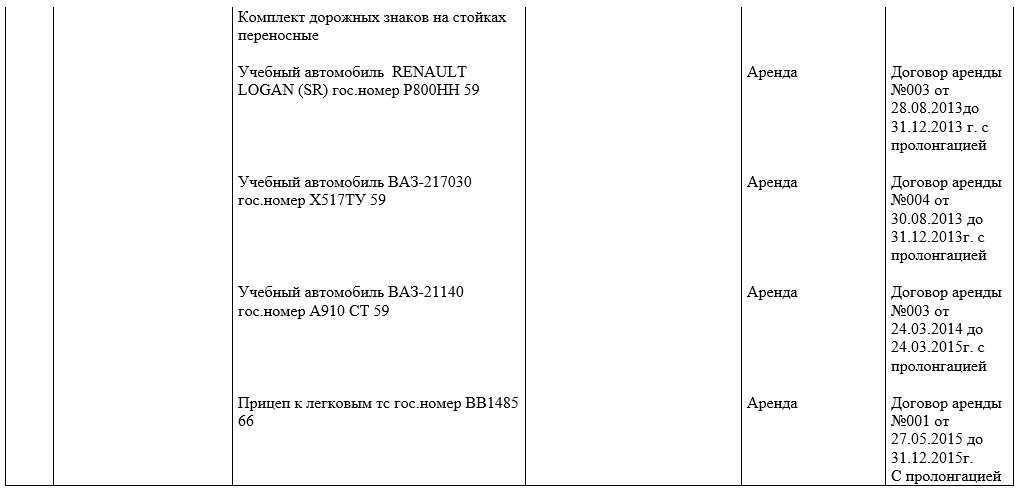 Комплект дорожных знаков на стойках
переносные
Учебный автомобиль  RENAULT
LOGAN (SR) гос.номер Р800НН 59
Аренда
Договор аренды
№003 от
28.08.2013до
31.12.2013 г. с
пролонгацией
Учебный автомобиль ВАЗ-217030
гос.номер Х517ТУ 59
Аренда
Договор аренды
№004 от
30.08.2013 до
31.12.2013г. с
пролонгацией
Учебный автомобиль ВАЗ-21140
гос.номер А910 СТ 59
Аренда
Договор аренды
№003 от
24.03.2014 до
24.03.2015г. с
пролонгацией
Прицеп к легковым тс гос.номер ВВ1485
66
Аренда
Договор аренды
№001 от
27.05.2015 до
31.12.2015г.
С пролонгацией